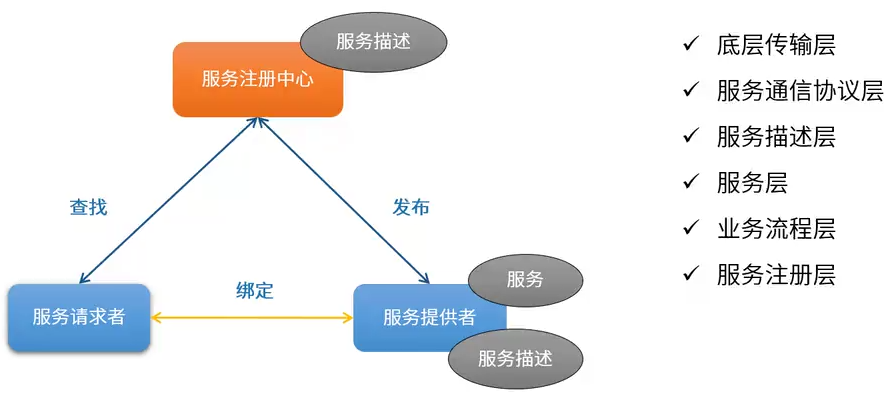 服务描述
服务注册中心
查找
发布
服务请求者
绑定
服务提供者
服务
服务描述
✓ 底层传输层
✓ 服务通信协议层
✓ 服务描述层
✓ 服务层
✓ 业务流程层
✓ 服务注册层